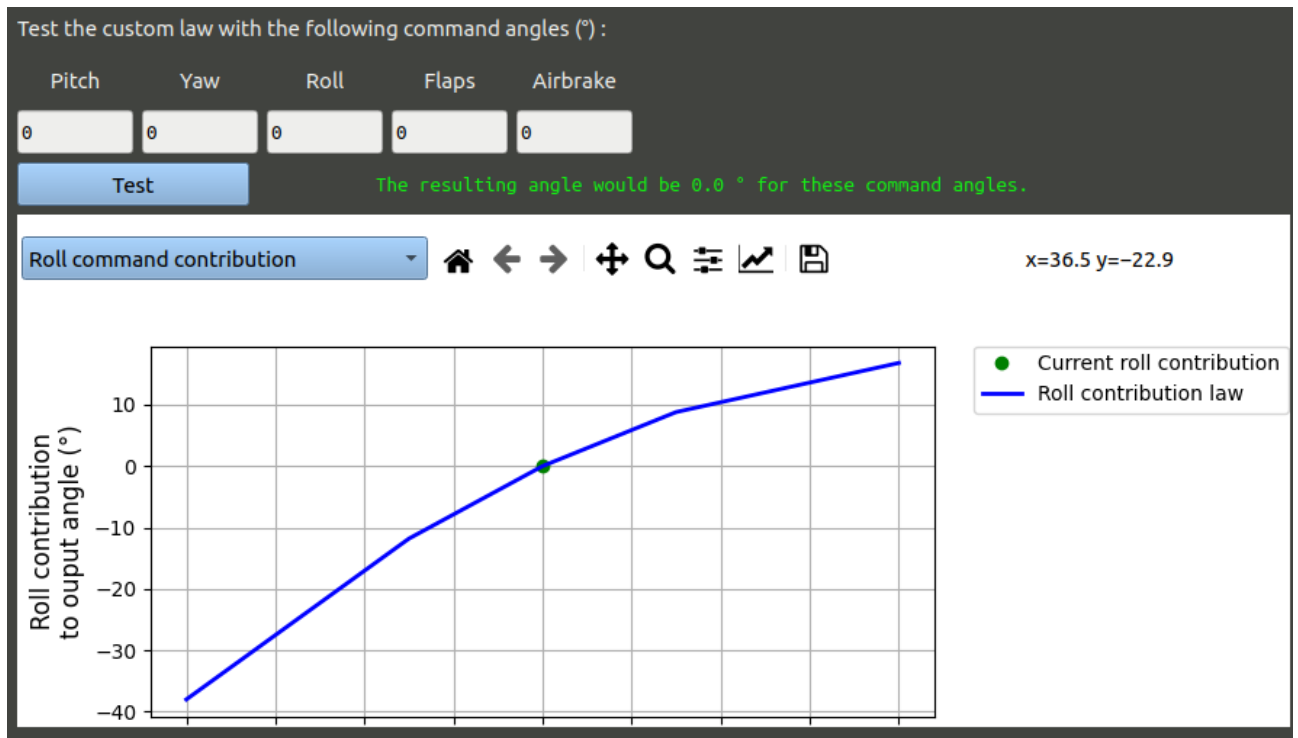 Test the custom law with the following command angles (°) :
Pitch Yaw Roll Flaps Airbrake
0 0 0 0 0
Test The resulting angle would be 0.0 ° for these command angles.
Roll command contribution x=36.5 y=−22.9
Current roll contribution
Roll contribution law
Roll contribution
to ouput angle (°)
10
0
−10
−20
−30
−40